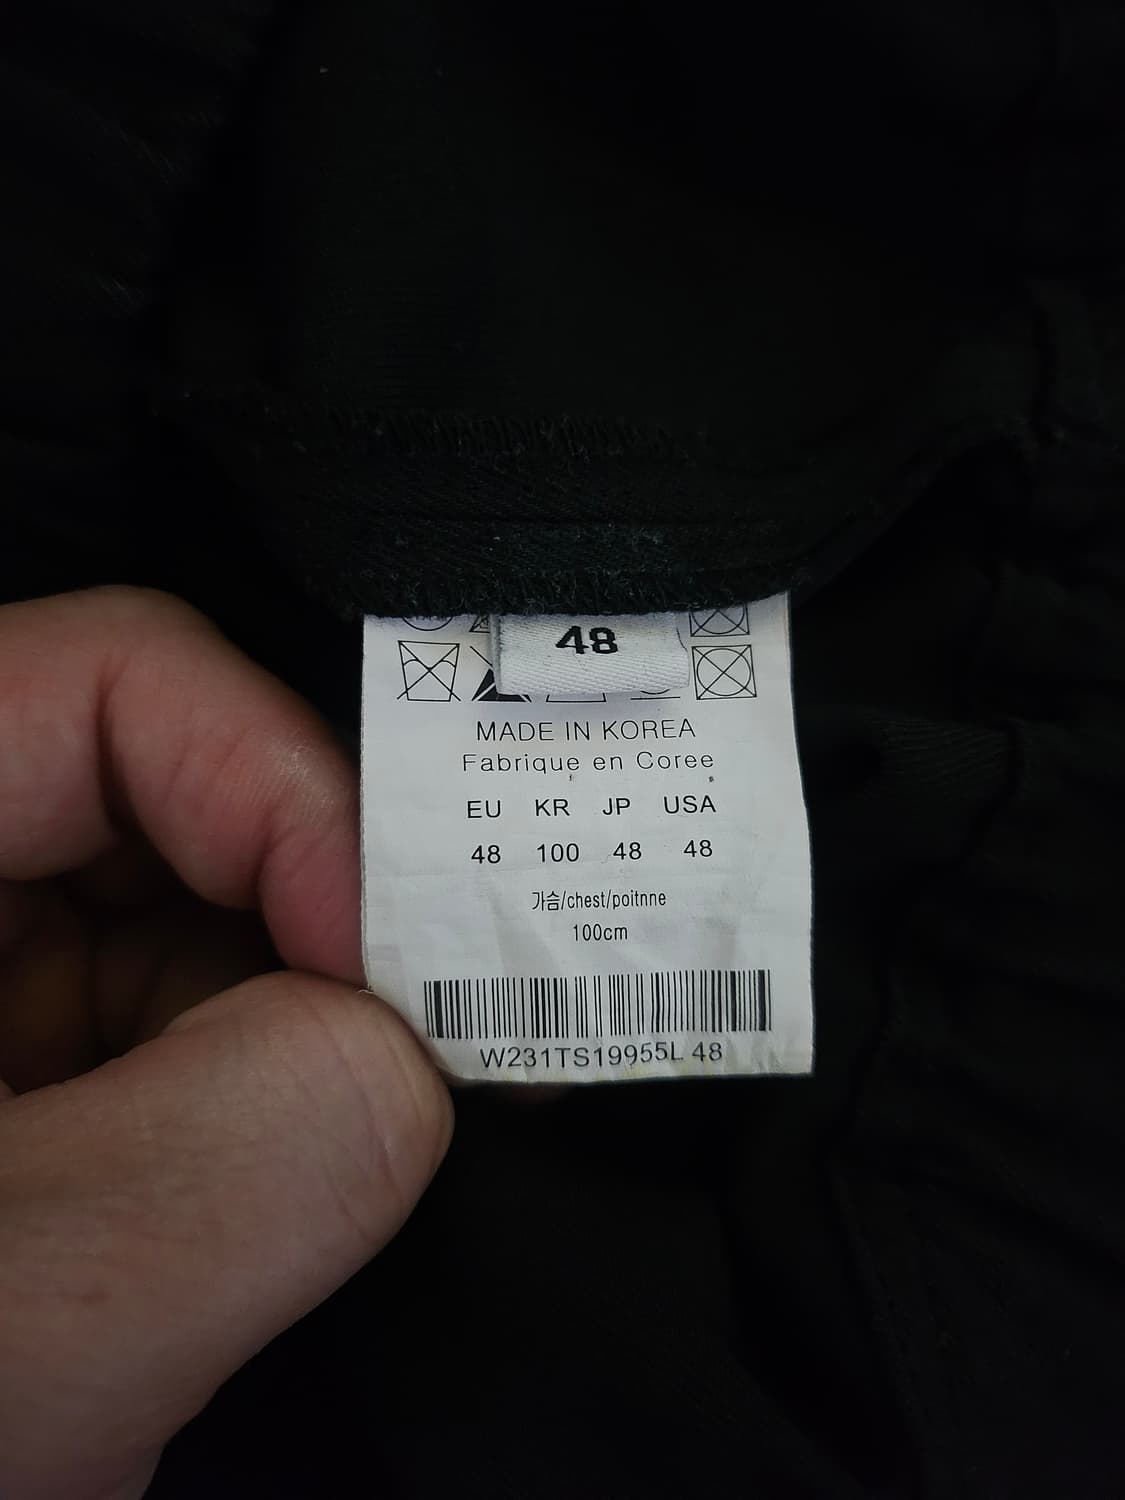 48
MADE IN KOREA
Fabrique en Coree
EU KR JP USA
48 100 48 48
가슴/chest/poitnne
100cm
W231TS19955L 48